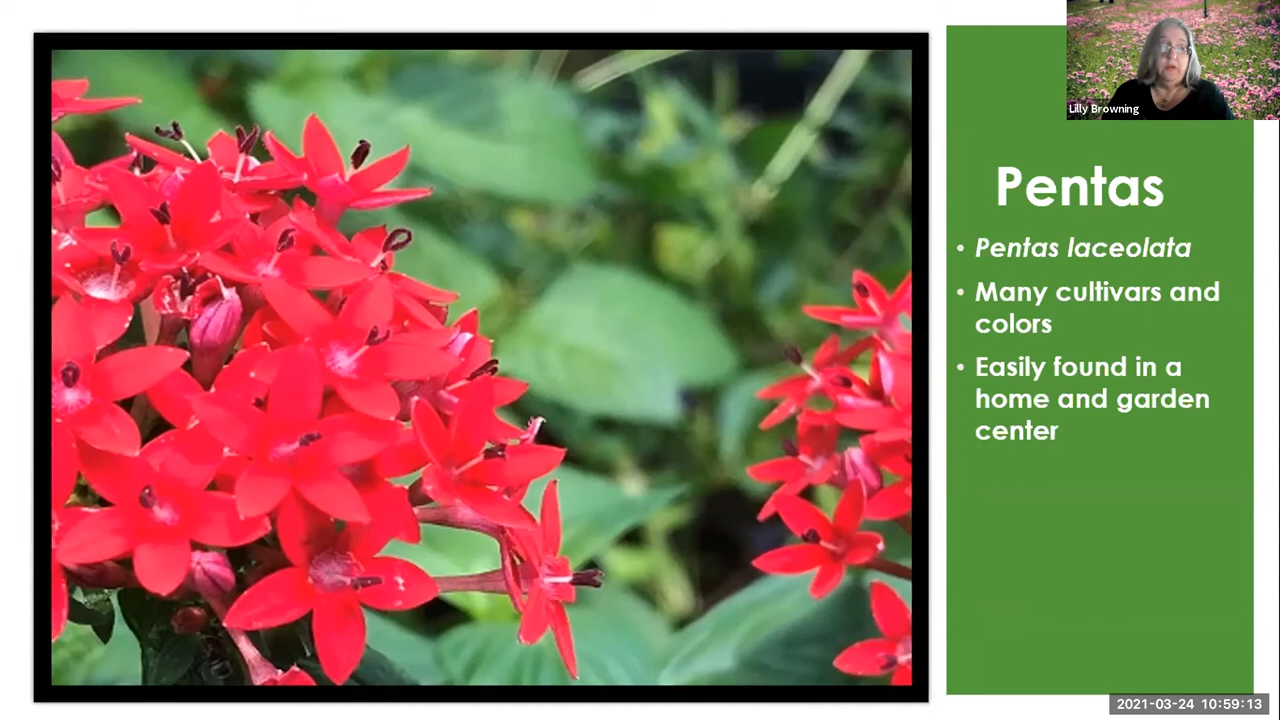 Lilly Browning
Pentas
• Pentas laceolata
• Many cultivars and
colors
• Easily found in a
home and garden
center
2021-03-24 10:59:13